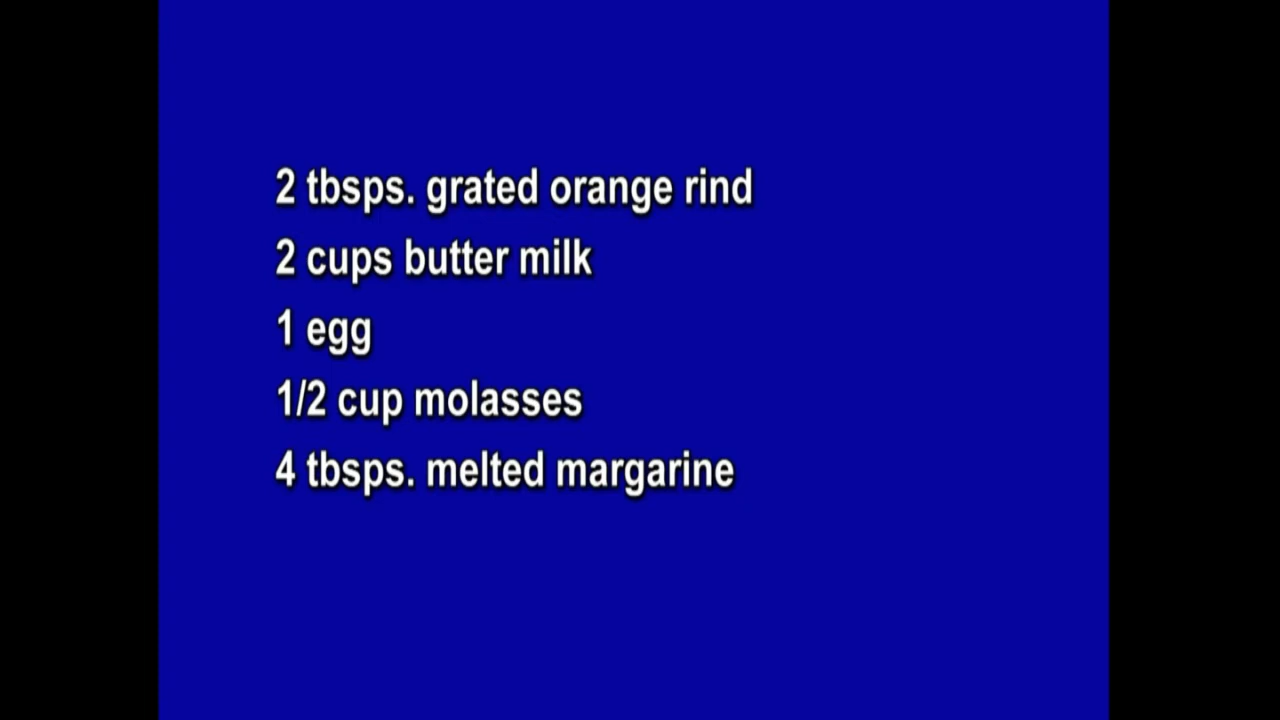 2 tbsps. grated orange rind
2 cups butter milk
1 egg
1/2 cup molasses
4 tbsps. melted margarine